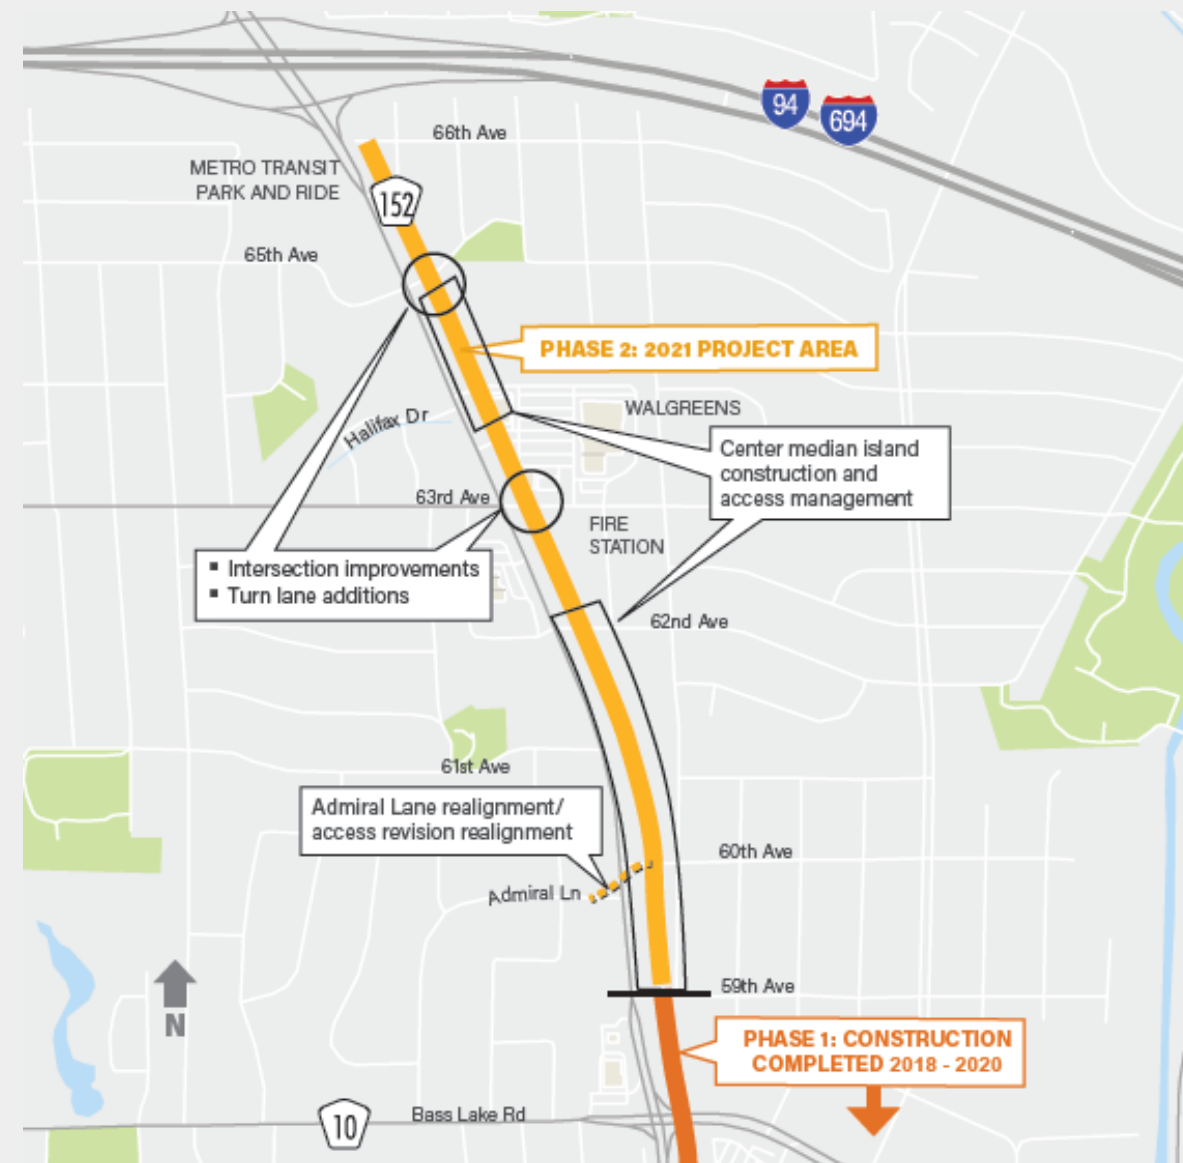 94
694
66th Ave
METRO TRANSIT
PARK AND RIDE
152
65th Ave
PHASE 2: 2021 PROJECT AREA
WALGREENS
Halifax Dr
Center median island
construction and
access management
63rd Ave
FIRE
STATION
▪ Intersection improvements
▪ Turn lane additions
62nd Ave
61st Ave
Admiral Lane realignment/
access revision realignment
60th Ave
Admiral Ln
59th Ave
N
PHASE 1: CONSTRUCTION
COMPLETED 2018 - 2020
Bass Lake Rd
10